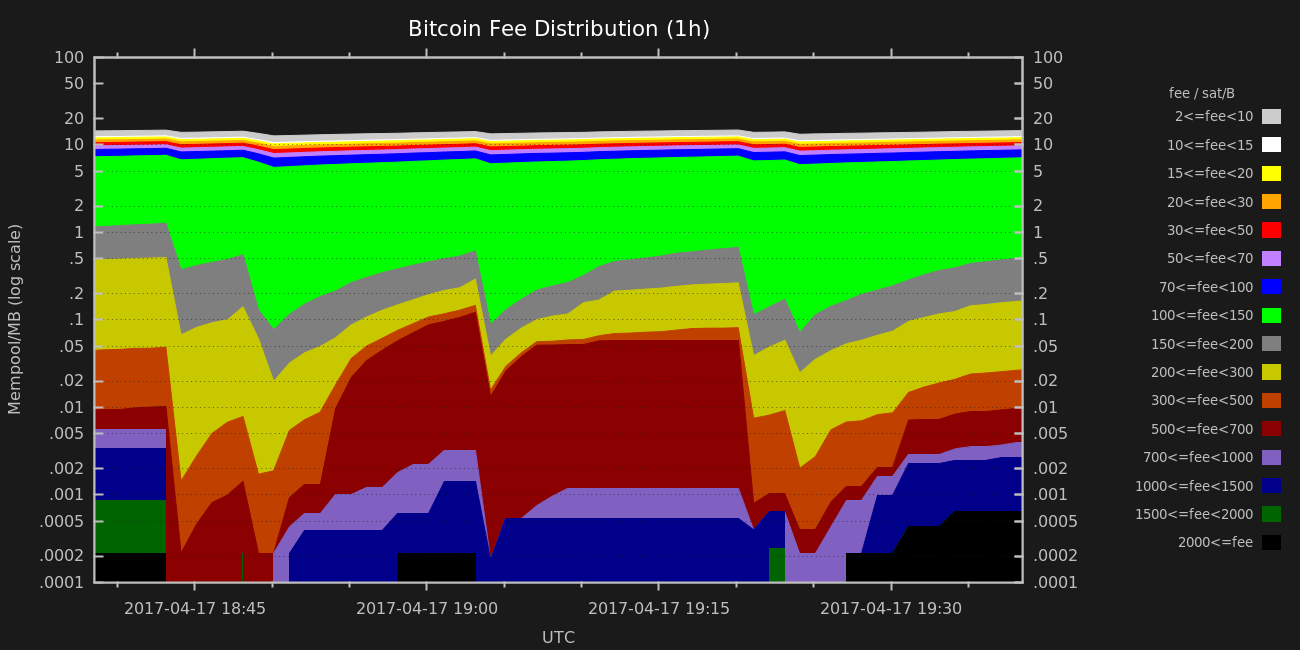 Bitcoin Fee Distribution (1h)
Mempool/MB (log scale)
100
50
20
10
5
2
1
.5
.2
.1
.05
.02
.01
.005
.002
.001
.0005
.0002
.0001
100
50
20
10
5
2
1
.5
.2
.1
.05
.02
.01
.005
.002
.001
.0005
.0002
.0001
2017-04-17 18:45
2017-04-17 19:00
2017-04-17 19:15
2017-04-17 19:30
UTC
fee / sat/B
2<=fee<10
10<=fee<15
15<=fee<20
20<=fee<30
30<=fee<50
50<=fee<70
70<=fee<100
100<=fee<150
150<=fee<200
200<=fee<300
300<=fee<500
500<=fee<700
700<=fee<1000
1000<=fee<1500
1500<=fee<2000
2000<=fee